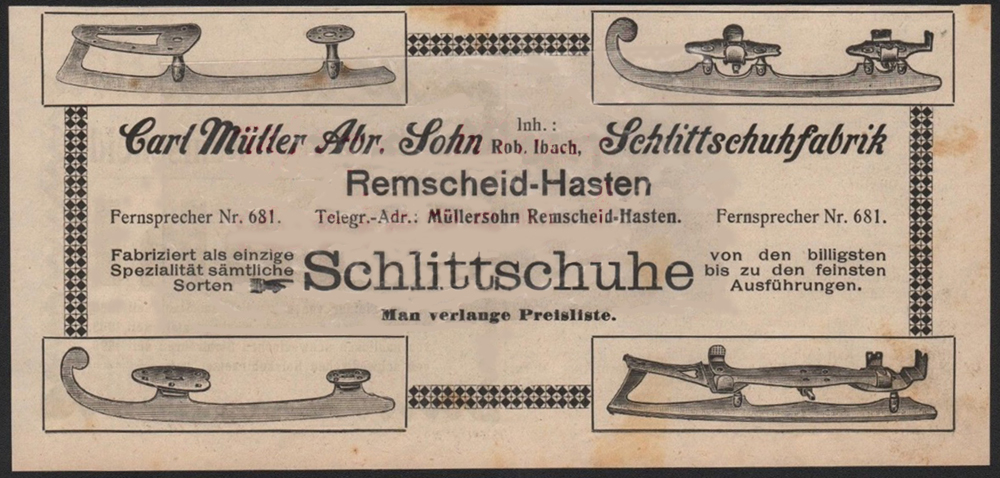 Carl Müller Abr. Sohn Inh.: Rob. Ibach, Schlittschuhfabrik
Remscheid-Hasten
Fernsprecher Nr. 681. Telegr.-Adr.: Müllersohn Remscheid-Hasten. Fernsprecher Nr. 681.
Fabriziert als einzige
Spezialität sämtliche
Sorten
Schlittschuhe
von den billigsten
bis zu den feinsten
Ausführungen.
Man verlange Preisliste.